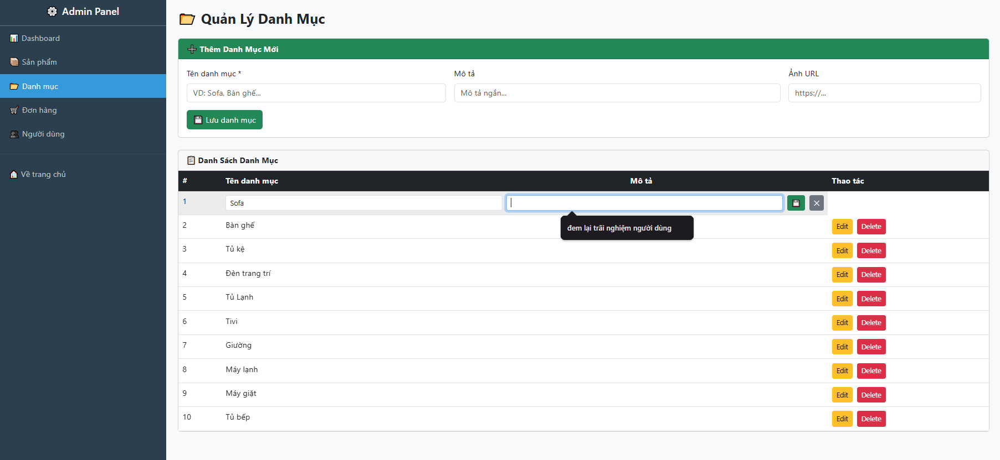 Admin Panel
Dashboard
Sản phẩm
Danh mục
Đơn hàng
Người dùng
Về trang chủ
Quản Lý Danh Mục
Thêm Danh Mục Mới
Tên danh mục * Mô tả Ảnh URL
VD: Sofa, Bàn ghế... Mô tả ngắn... https://...
Lưu danh mục
Danh Sách Danh Mục
# Tên danh mục Mô tả Thao tác
1 Sofa
đem lại trãi nghiệm người dùng
2 Bàn ghế Edit Delete
3 Tủ kệ Edit Delete
4 Đèn trang trí Edit Delete
5 Tủ Lạnh Edit Delete
6 Tivi Edit Delete
7 Giường Edit Delete
8 Máy lạnh Edit Delete
9 Máy giặt Edit Delete
10 Tủ bếp Edit Delete